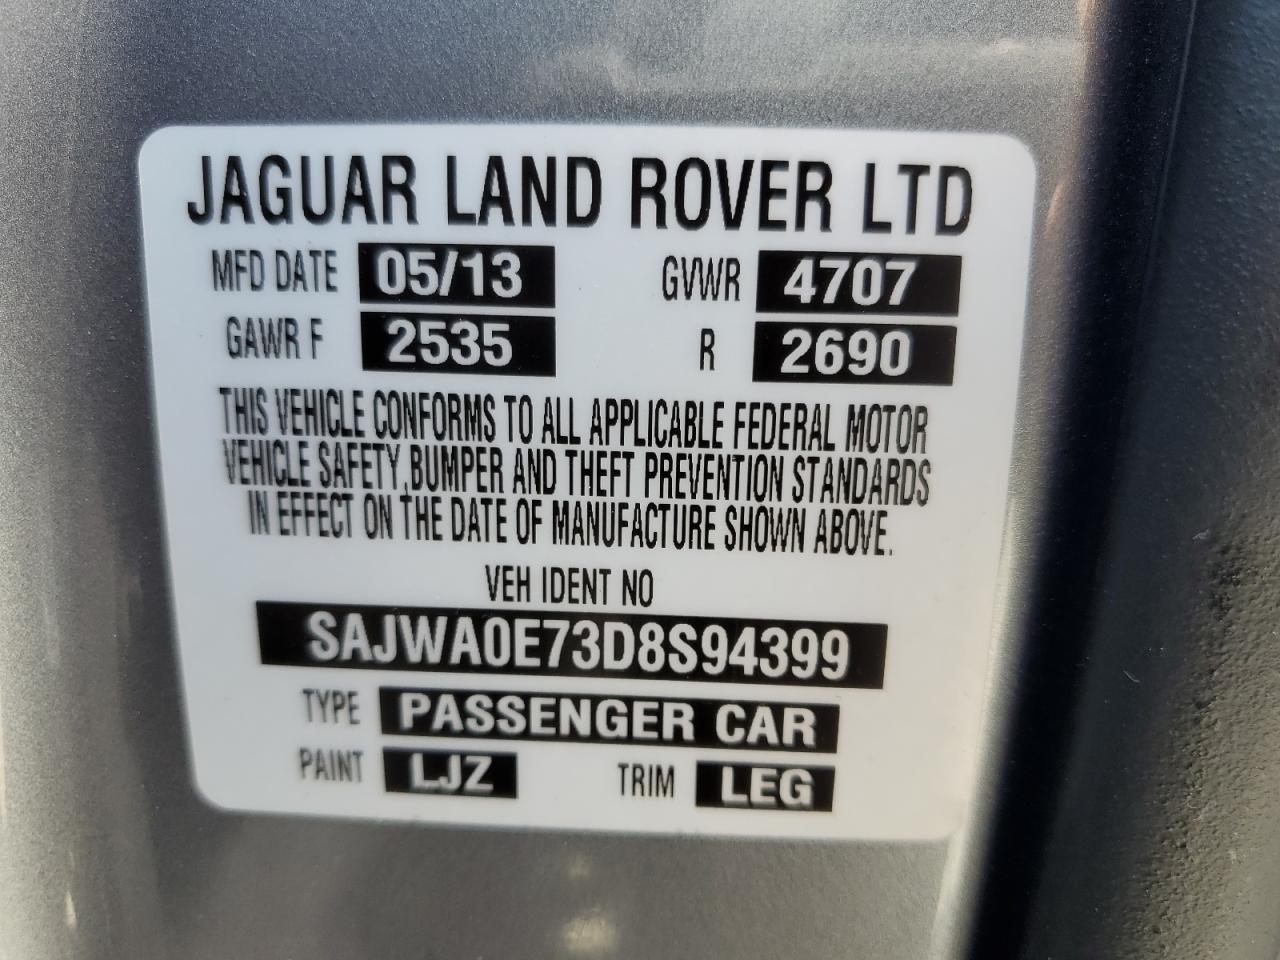 JAGUAR LAND ROVER LTD
MFD DATE 05/13 GVWR 4707
GAWR F 2535 R 2690
THIS VEHICLE CONFORMS TO ALL APPLICABLE FEDERAL MOTOR
VEHICLE SAFETY,BUMPER AND THEFT PREVENTION STANDARDS
IN EFFECT ON THE DATE OF MANUFACTURE SHOWN ABOVE.
VEH IDENT NO
SAJWA0E73D8S94399
TYPE PASSENGER CAR
PAINT LJZ TRIM LEG